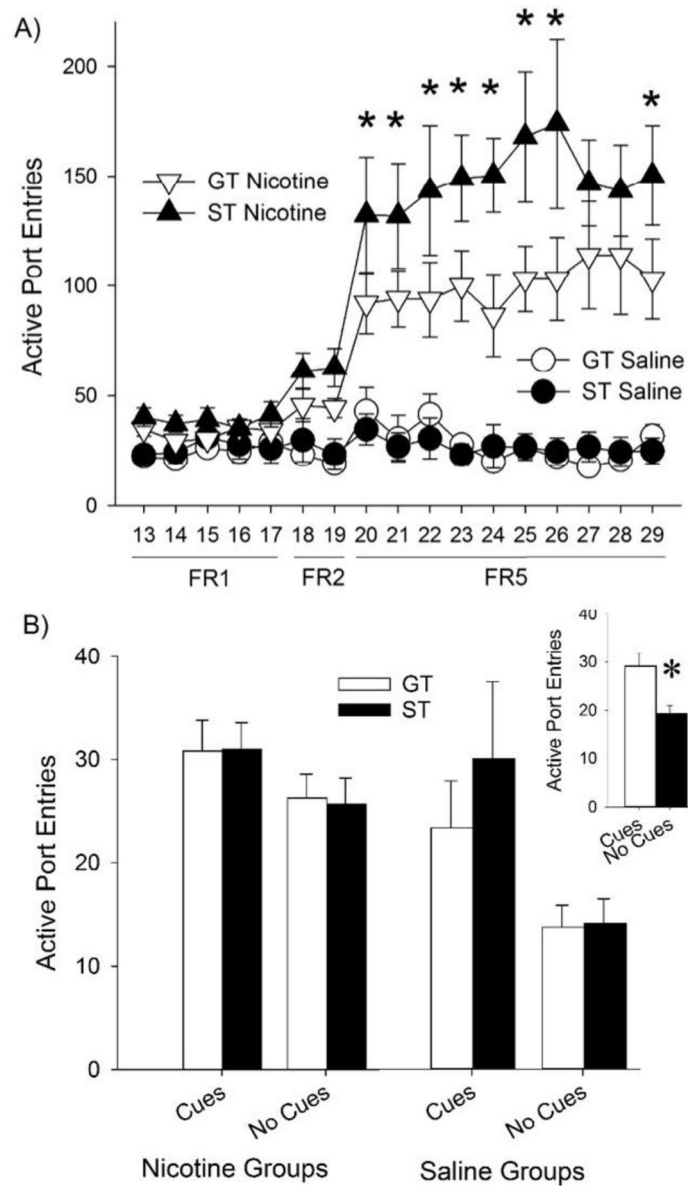 A)
* * * * * * * *
200
150
100
50
0
Active Port Entries
GT Nicotine
ST Nicotine
GT Saline
ST Saline
13 14 15 16 17 18 19 20 21 22 23 24 25 26 27 28 29
FR1 FR2 FR5
B)
40
30
20
10
0
Active Port Entries
GT
ST
40
30
20
10
0
Active Port Entries
*
Cues
No Cues
Cues
No Cues
Cues
No Cues
Nicotine Groups
Saline Groups